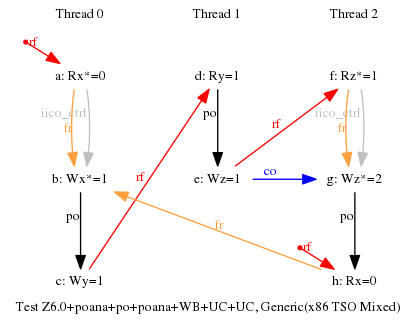 Thread 0 Thread 1 Thread 2
rf
a: Rx*=0 d: Ry=1 f: Rz*=1
iico_ctrl fr po rf iico_ctrl fr
b: Wx*=1 rf e: Wz=1 co g: Wz*=2
po fr po
rf
c: Wy=1 h: Rx=0
Test Z6.0+poana+po+poana+WB+UC+UC, Generic(x86 TSO Mixed)